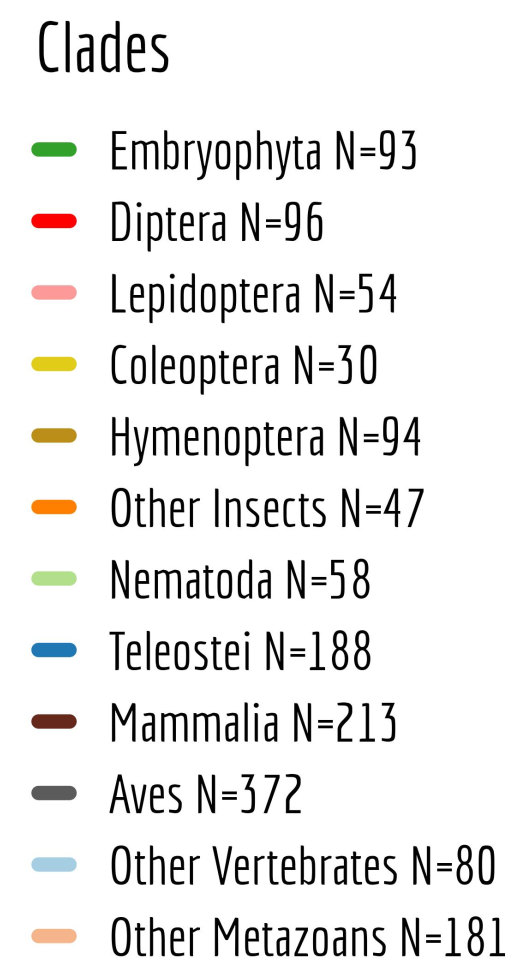 Clades
Embryophyta N=93
Diptera N=96
Lepidoptera N=54
Coleoptera N=30
Hymenoptera N=94
Other Insects N=47
Nematoda N=58
Teleostei N=188
Mammalia N=213
Aves N=372
Other Vertebrates N=80
Other Metazoans N=181